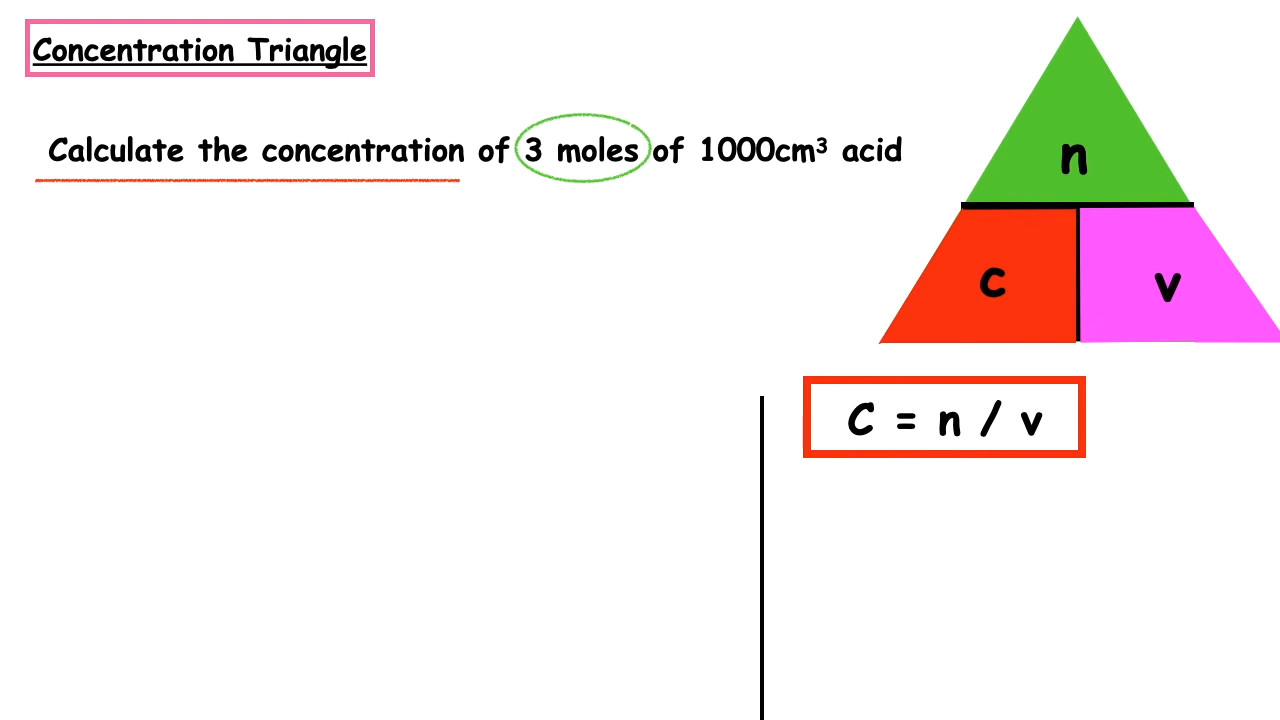 Concentration Triangle
Calculate the concentration of 3 moles of 1000cm³ acid
n
c
v
C = n / v